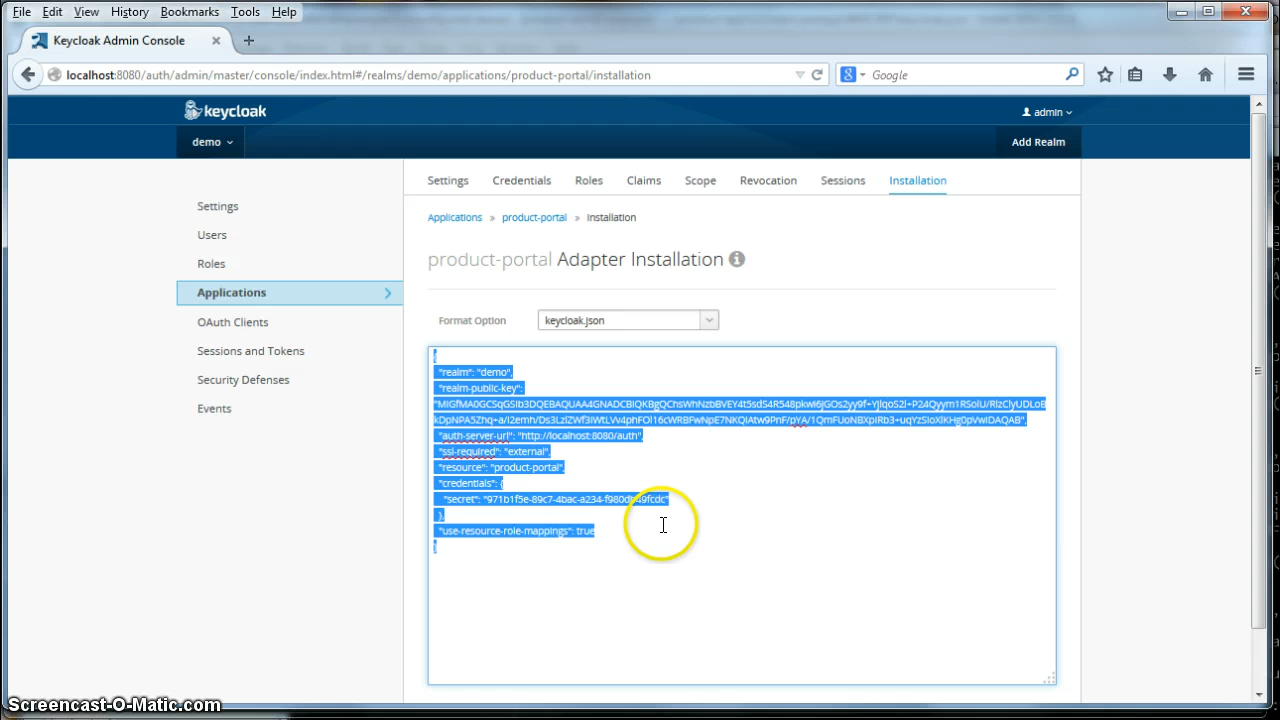 File Edit View History Bookmarks Tools Help
Keycloak Admin Console
localhost:8080/auth/admin/master/console/index.html#/realms/demo/applications/product-portal/installation
Google
keycloak
admin
demo
Add Realm
Settings Credentials Roles Claims Scope Revocation Sessions Installation
Settings
Users
Roles
Applications
OAuth Clients
Sessions and Tokens
Security Defenses
Events
Applications » product-portal » Installation
product-portal Adapter Installation
Format Option keycloak.json
{
"realm": "demo",
"realm-public-key":
"auth-server-url": "http://localhost:8080/auth",
"ssl-required": "external",
"resource": "product-portal",
"credentials": {
"secret":
},
"use-resource-role-mappings": true
}
Screencast-O-Matic.com